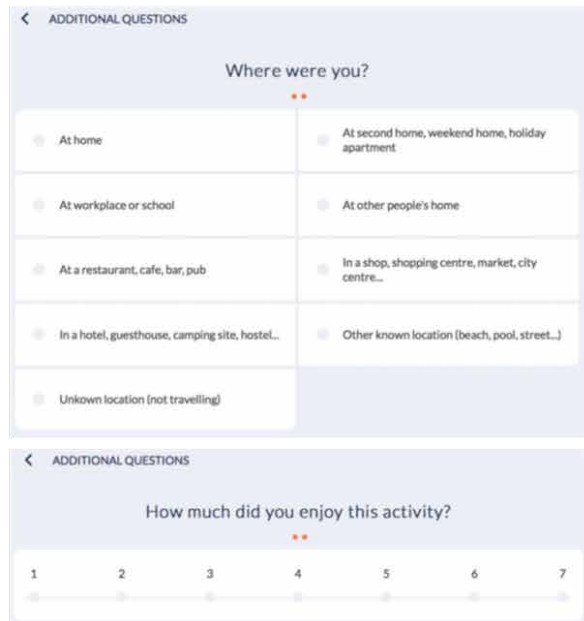 ADDITIONAL QUESTIONS
Where were you?
At home
At second home, weekend home, holiday
apartment
At workplace or school
At other people's home
At a restaurant, cafe, bar, pub
In a shop, shopping centre, market, city
centre...
In a hotel, guesthouse, camping site, hostel...
Other known location (beach, pool, street...)
Unkown location (not travelling)
ADDITIONAL QUESTIONS
How much did you enjoy this activity?
1 2 3 4 5 6 7